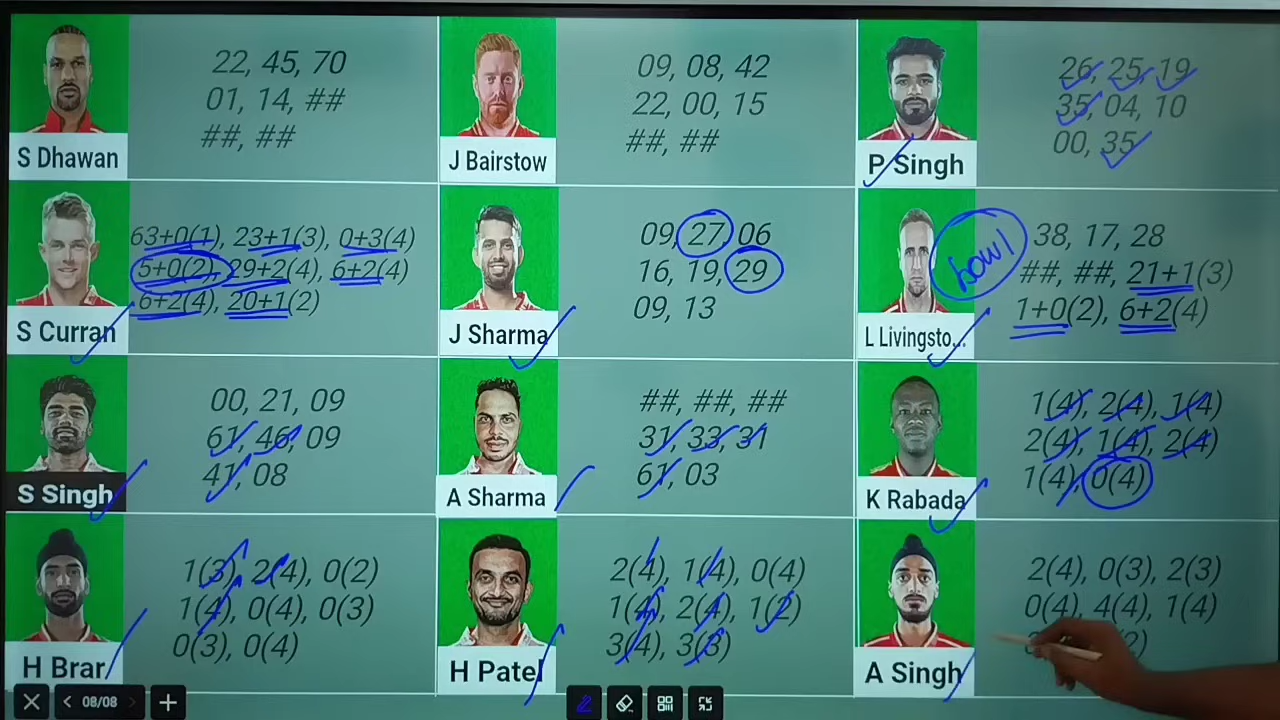 22, 45, 70
01, 14, ##
##, ##
S Dhawan
09, 08, 42
22, 00, 15
##, ##
J Bairstow
26, 25, 19
35, 04, 10
00, 35
P Singh
63+0(1), 23+1(3), 0+3(4)
5+0(2), 29+2(4), 6+2(4)
6+2(4), 20+1(2)
S Curran
09, 27, 06
16, 19, 29
09, 13
J Sharma
bowl
38, 17, 28
##, ##, 21+1(3)
1+0(2), 6+2(4)
L Livingsto...
00, 21, 09
61, 46, 09
41, 08
S Singh
##, ##, ##
31, 33, 31
61, 03
A Sharma
1(4), 2(4), 1(4)
2(4), 1(4), 2(4)
1(4), 0(4)
K Rabada
1(3), 2(4), 0(2)
1(4), 0(4), 0(3)
0(3), 0(4)
H Brar
2(4), 1(4), 0(4)
1(4), 2(4), 1(2)
3(4), 3(3)
H Patel
2(4), 0(3), 2(3)
0(4), 4(4), 1(4)
A Singh
08/08